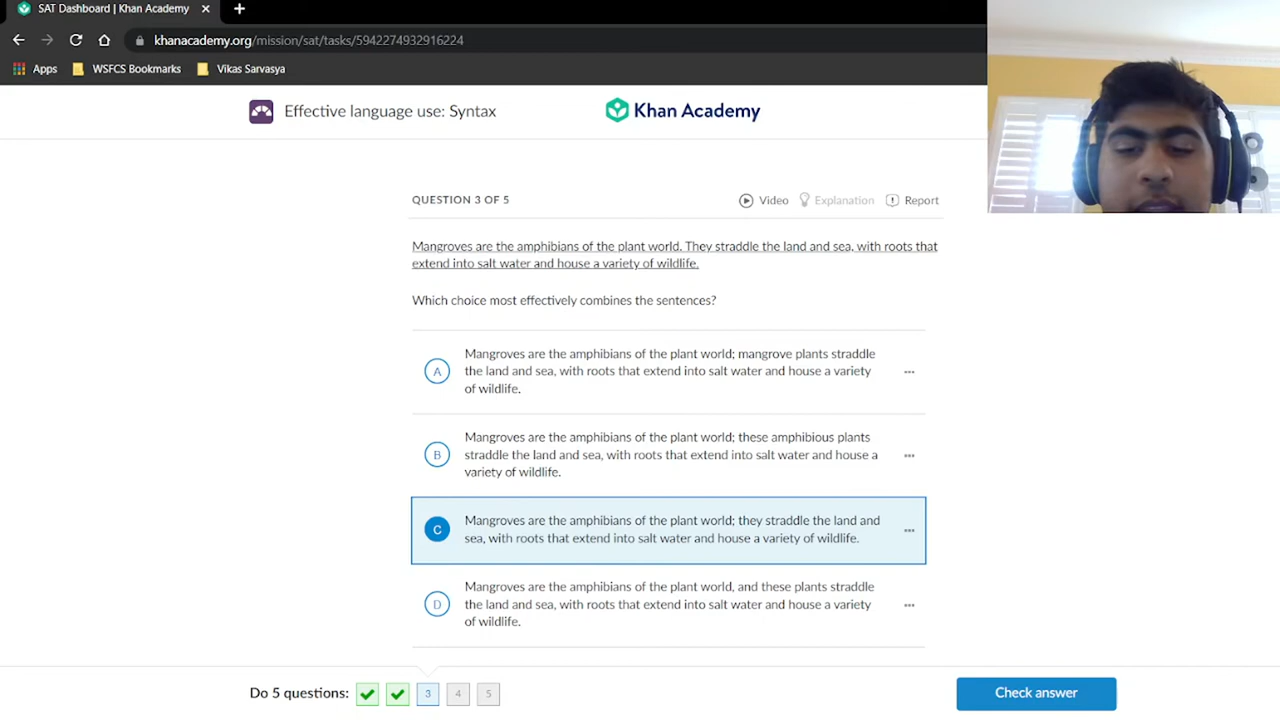 SAT Dashboard | Khan Academy
khanacademy.org/mission/sat/tasks/5942274932916224
Apps WSFCS Bookmarks Vikas Sarvasya
Effective language use: Syntax
Khan Academy
QUESTION 3 OF 5
Video Explanation Report
Mangroves are the amphibians of the plant world. They straddle the land and sea, with roots that
extend into salt water and house a variety of wildlife.
Which choice most effectively combines the sentences?
A
Mangroves are the amphibians of the plant world; mangrove plants straddle
the land and sea, with roots that extend into salt water and house a variety
of wildlife.
B
Mangroves are the amphibians of the plant world; these amphibious plants
straddle the land and sea, with roots that extend into salt water and house a
variety of wildlife.
C
Mangroves are the amphibians of the plant world; they straddle the land and
sea, with roots that extend into salt water and house a variety of wildlife.
D
Mangroves are the amphibians of the plant world, and these plants straddle
the land and sea, with roots that extend into salt water and house a variety
of wildlife.
Do 5 questions: 3 4 5
Check answer